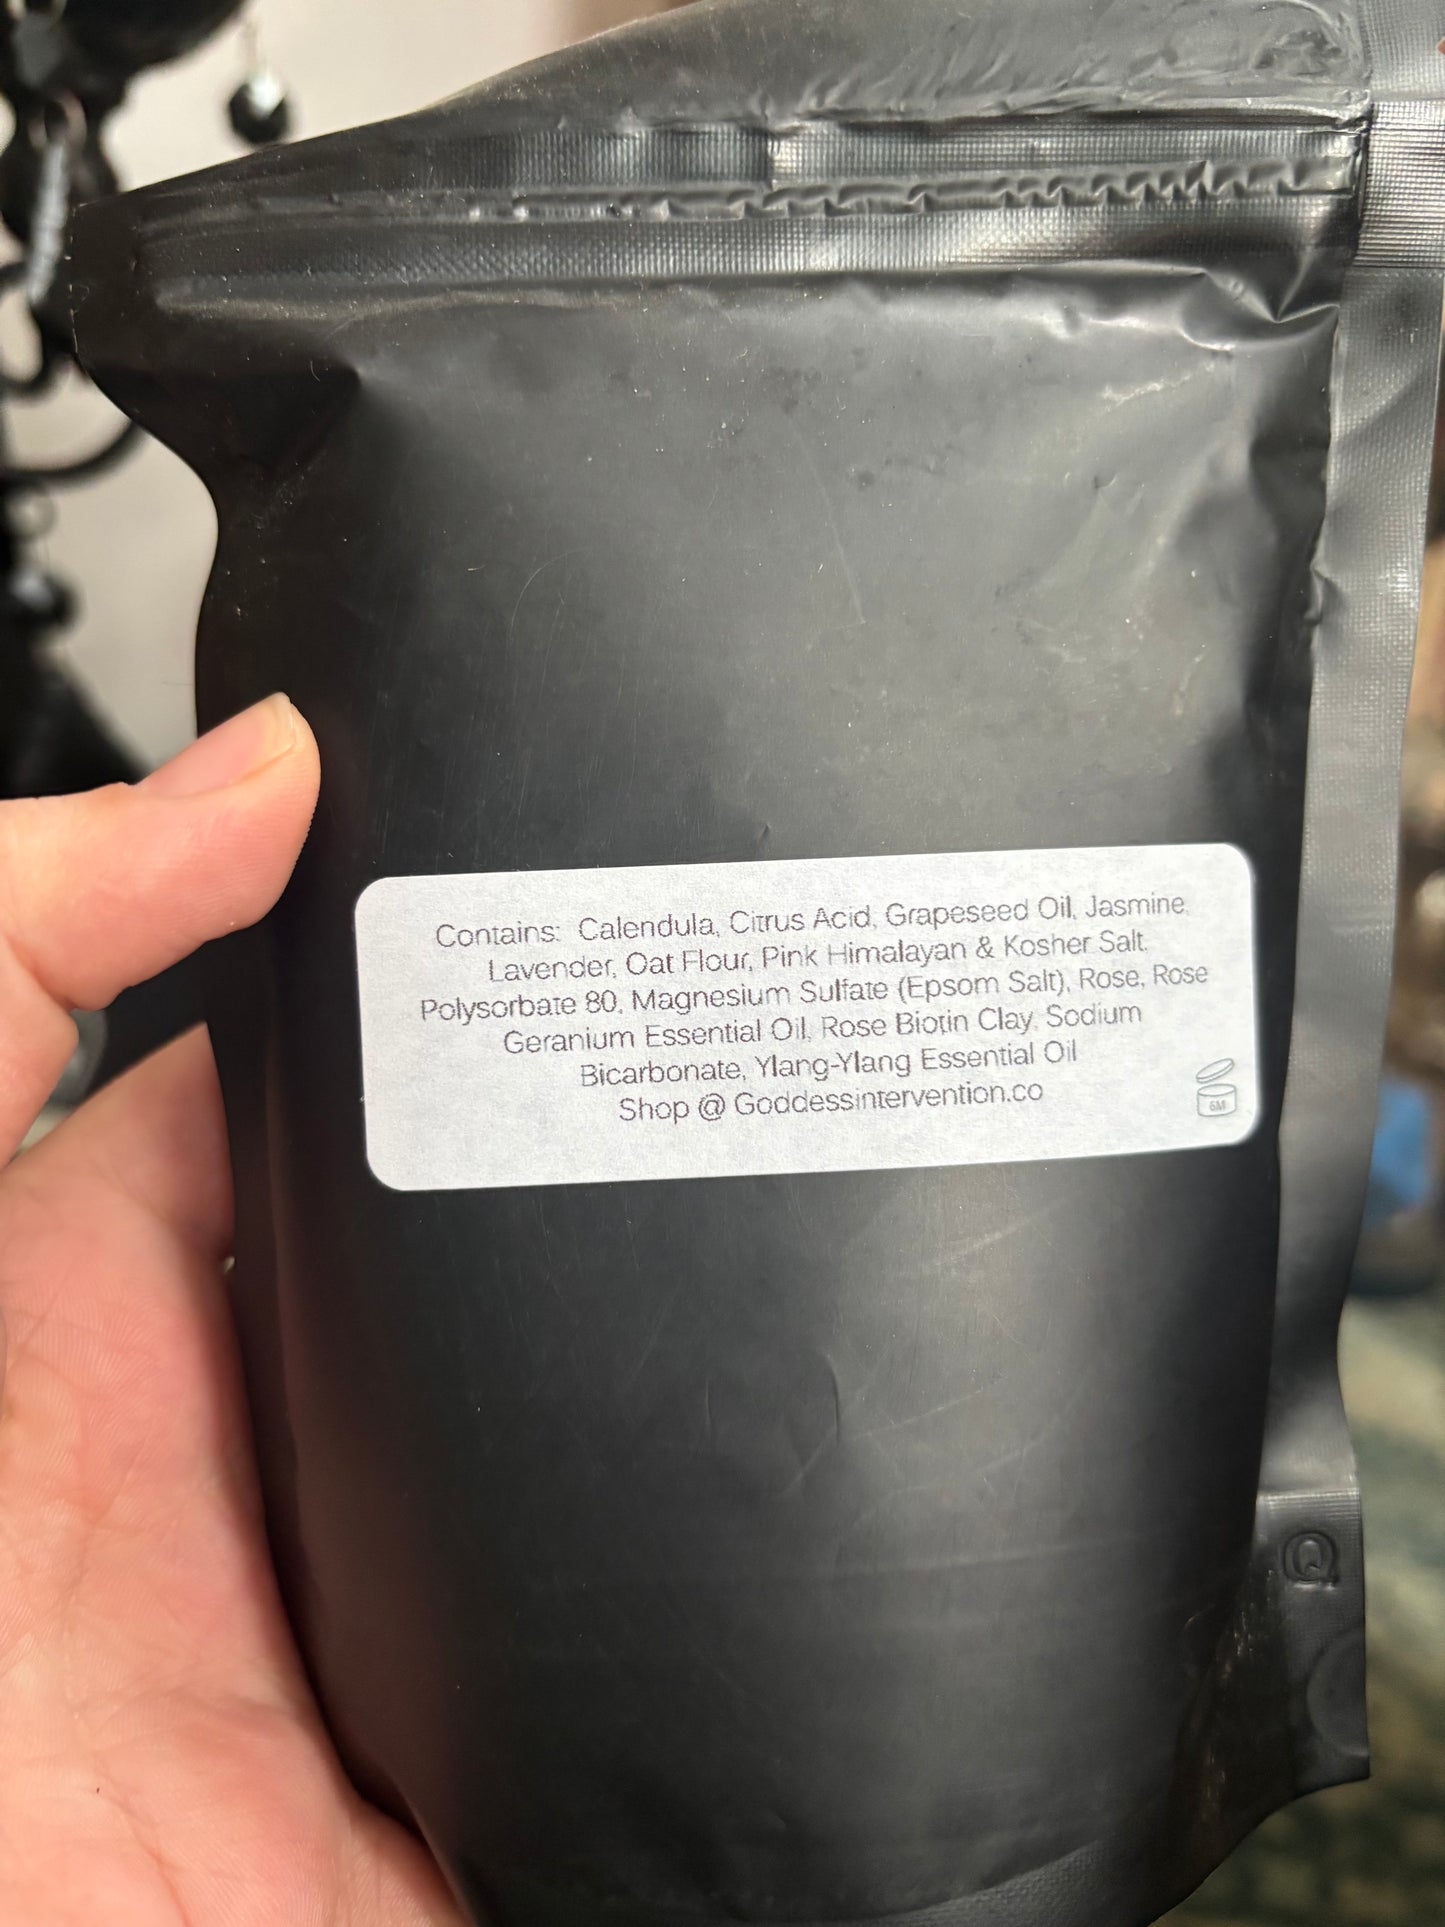 Contains:  Calendula, Citrus Acid, Grapeseed Oil, Jasmine,
Lavender, Oat Flour, Pink Himalayan & Kosher Salt,
Polysorbate 80, Magnesium Sulfate (Epsom Salt), Rose, Rose
Geranium Essential Oil, Rose Biotin Clay, Sodium
Bicarbonate, Ylang-Ylang Essential Oil
Shop @ Goddessintervention.co
6M
Q